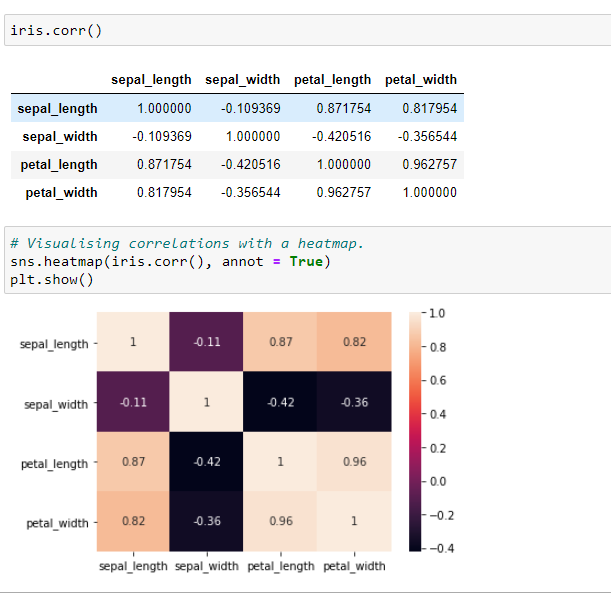 iris.corr()
sepal_length sepal_width petal_length petal_width
sepal_length 1.000000 -0.109369 0.871754 0.817954
sepal_width -0.109369 1.000000 -0.420516 -0.356544
petal_length 0.871754 -0.420516 1.000000 0.962757
petal_width 0.817954 -0.356544 0.962757 1.000000
# Visualising correlations with a heatmap.
sns.heatmap(iris.corr(), annot = True)
plt.show()
sepal_length 1 -0.11 0.87 0.82
sepal_width -0.11 1 -0.42 -0.36
petal_length 0.87 -0.42 1 0.96
petal_width 0.82 -0.36 0.96 1
sepal_length sepal_width petal_length petal_width
1.0
0.8
0.6
0.4
0.2
0.0
−0.2
−0.4